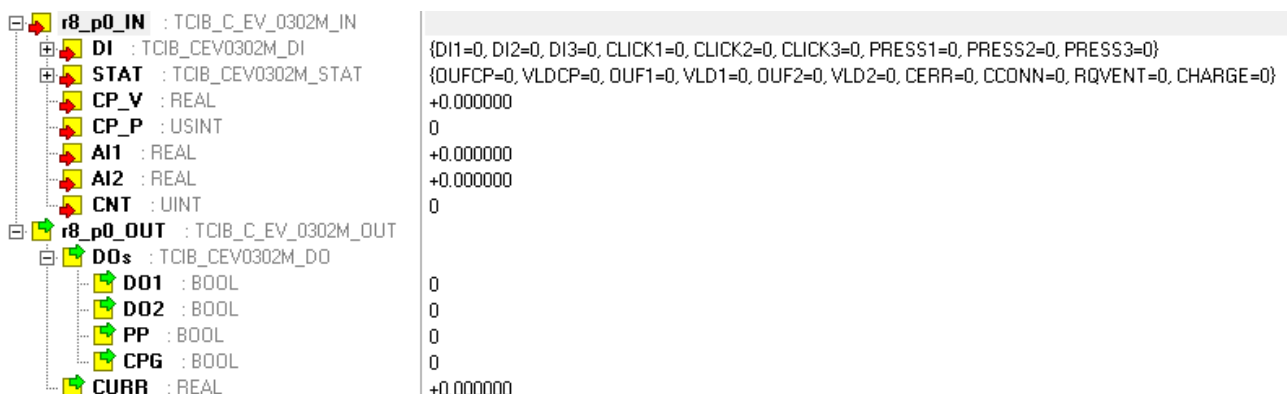 r8_p0_IN : TCIB_C_EV_0302M_IN
DI : TCIB_CEV0302M_DI {DI1=0, DI2=0, DI3=0, CLICK1=0, CLICK2=0, CLICK3=0, PRESS1=0, PRESS2=0, PRESS3=0}
STAT : TCIB_CEV0302M_STAT {OUFCP=0, VLDCP=0, OUF1=0, VLD1=0, OUF2=0, VLD2=0, CERR=0, CCONN=0, RQVENT=0, CHARGE=0}
CP_V : REAL +0.000000
CP_P : USINT 0
AI1 : REAL +0.000000
AI2 : REAL +0.000000
CNT : UINT 0
r8_p0_OUT : TCIB_C_EV_0302M_OUT
DOs : TCIB_CEV0302M_DO
DO1 : BOOL 0
DO2 : BOOL 0
PP : BOOL 0
CPG : BOOL 0
CURR : REAL +0.000000